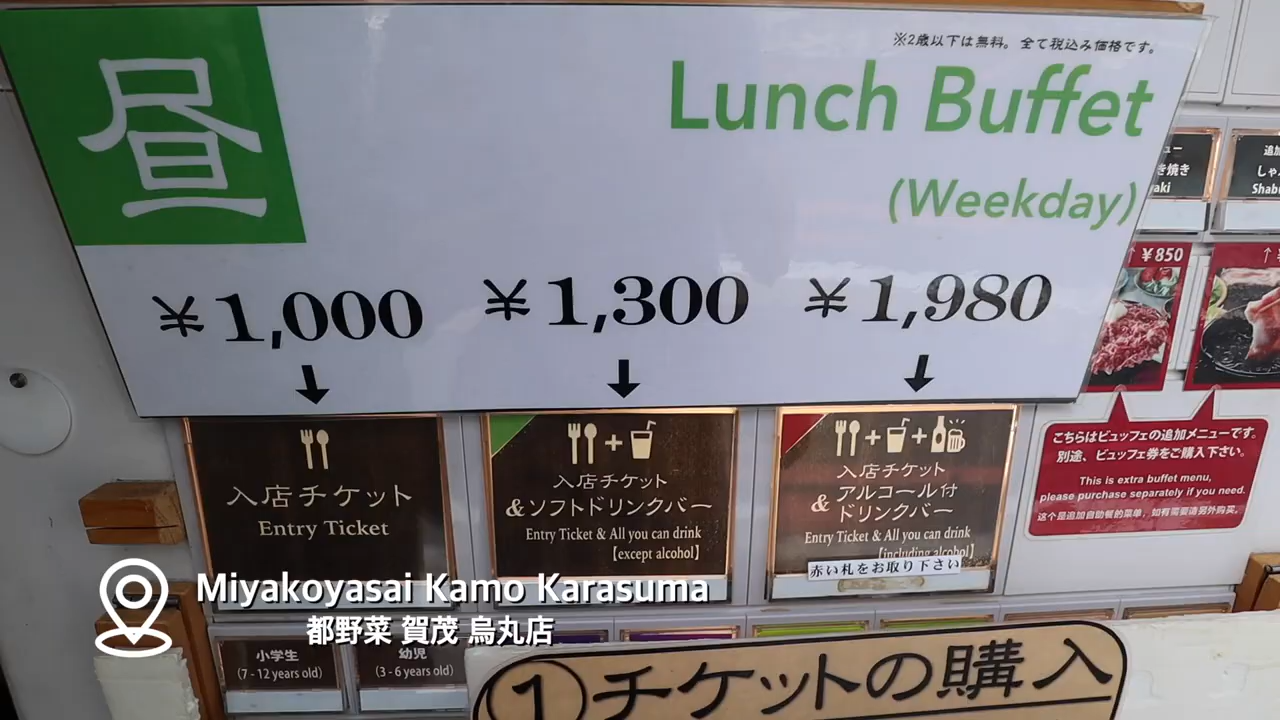 昼
※2歳以下は無料。 全て税込み価格です。
Lunch Buffet
(Weekday)
¥1,000
¥1,300
¥1,980
入店チケット
Entry Ticket
入店チケット
&ソフトドリンクバー
Entry Ticket & All you can drink
【except alcohol】
入店チケット
& アルコール付
ドリンクバー
Entry Ticket & All you can drink
【including alcohol】
赤い札をお取り下さい
き焼き
追加
しゃ
Shab
↑ ¥850
こちらはビュッフェの追加メニューです。
別途、ビュッフェ券をご購入下さい。
This is extra buffet menu,
please purchase separately if you need.
这个是追加自助餐的菜单，如有需要请另外购买。
Miyakoyasai Kamo Karasuma
都野菜 賀茂 烏丸店
小学生
(7 - 12 years old)
幼児
(3 - 6 years old)
①チケットの購入